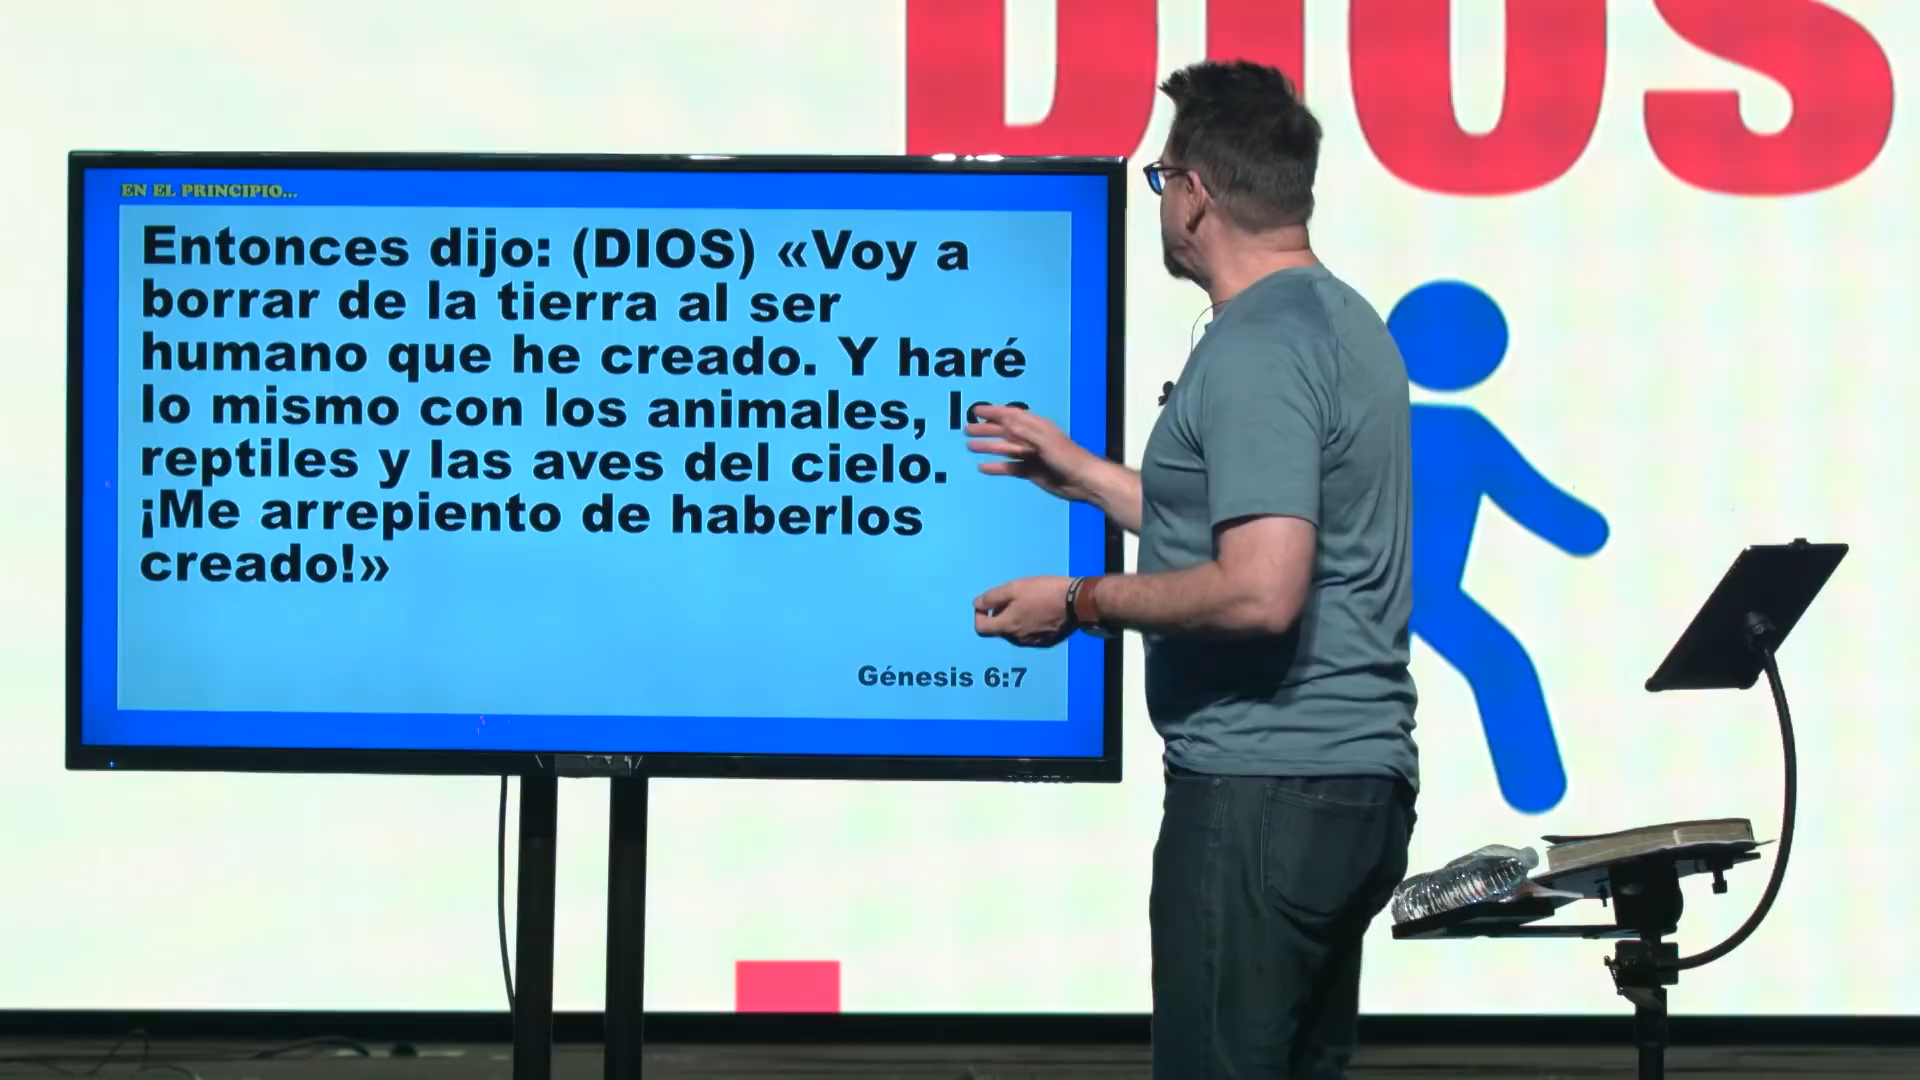 DIOS
EN EL PRINCIPIO...
Entonces dijo: (DIOS) «Voy a
borrar de la tierra al ser
humano que he creado. Y haré
lo mismo con los animales, los
reptiles y las aves del cielo.
¡Me arrepiento de haberlos
creado!»
Génesis 6:7